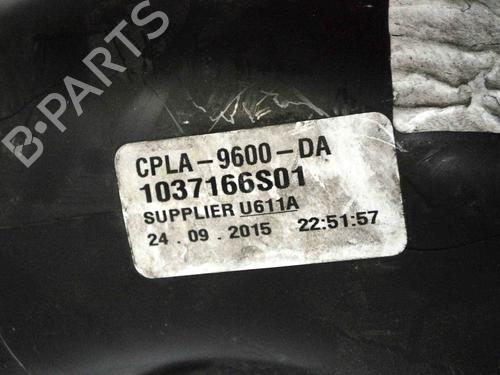 B-PARTS
CPLA-9600-DA
1037166S01
SUPPLIER U611A
24.09.2015 22:51:57